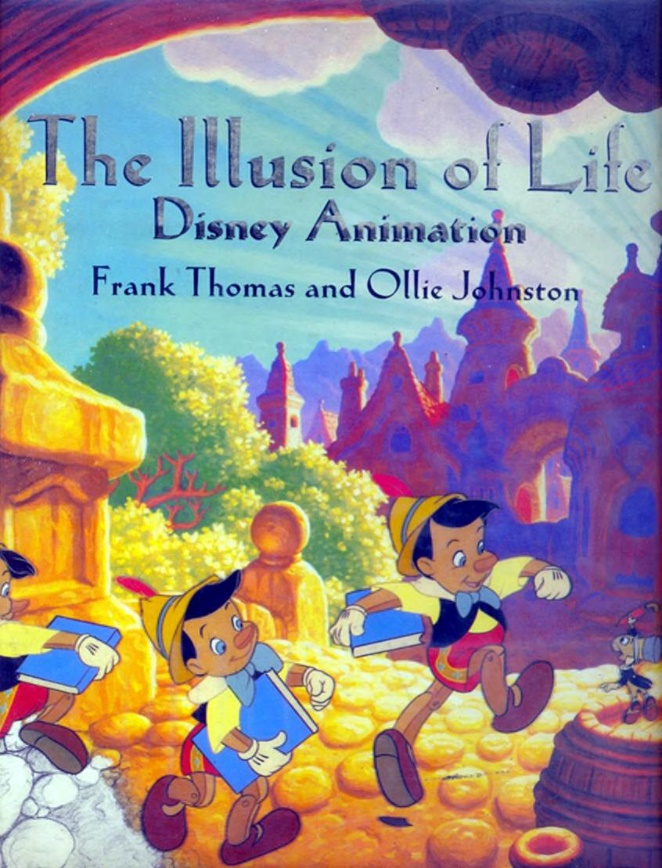 The Illusion of Life
Disney Animation
Frank Thomas and Ollie Johnston